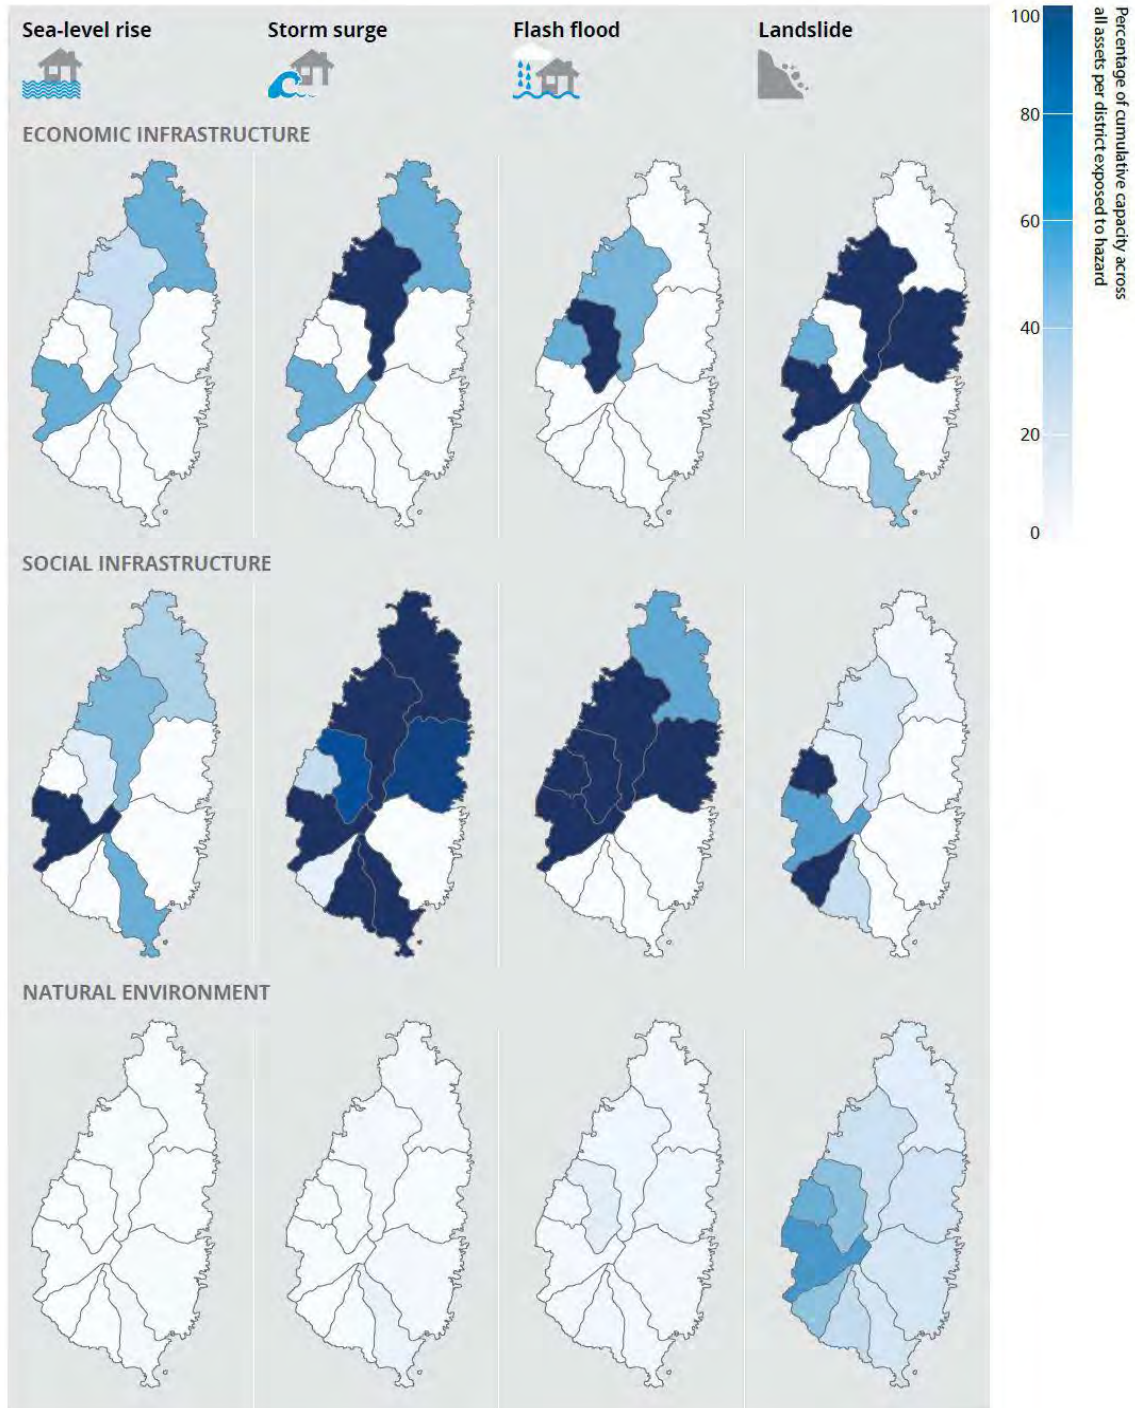 Sea-level rise
Storm surge
Flash flood
Landslide
ECONOMIC INFRASTRUCTURE
SOCIAL INFRASTRUCTURE
NATURAL ENVIRONMENT
100
80
60
40
20
0
Percentage of cumulative capacity across
all assets per district exposed to hazard